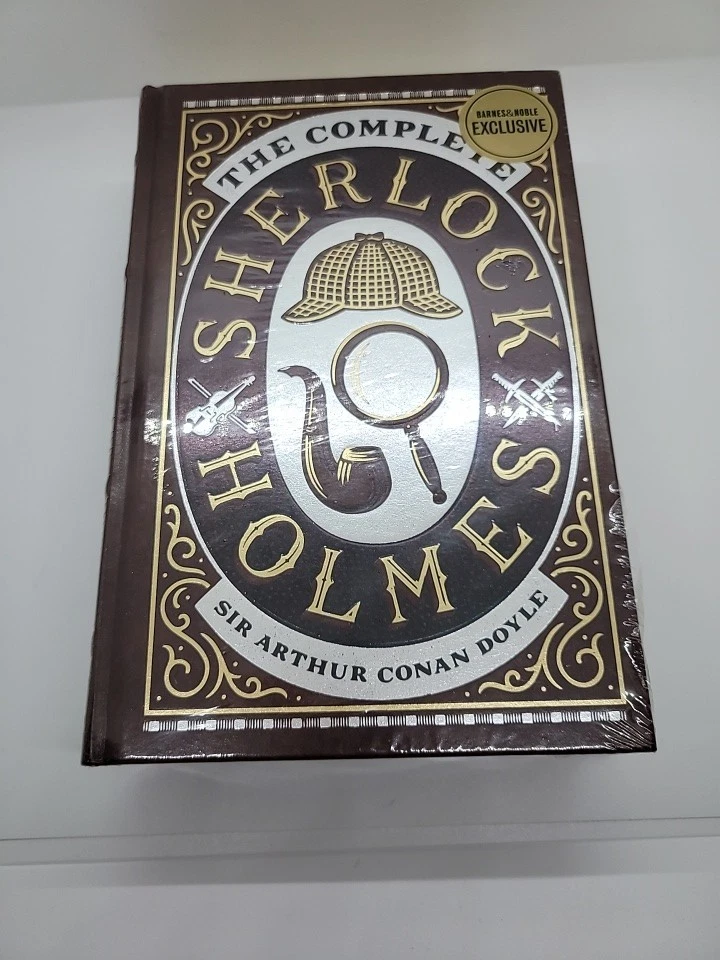 BARNES&NOBLE
EXCLUSIVE
THE COMPLETE
SHERLOCK
HOLMES
SIR ARTHUR CONAN DOYLE